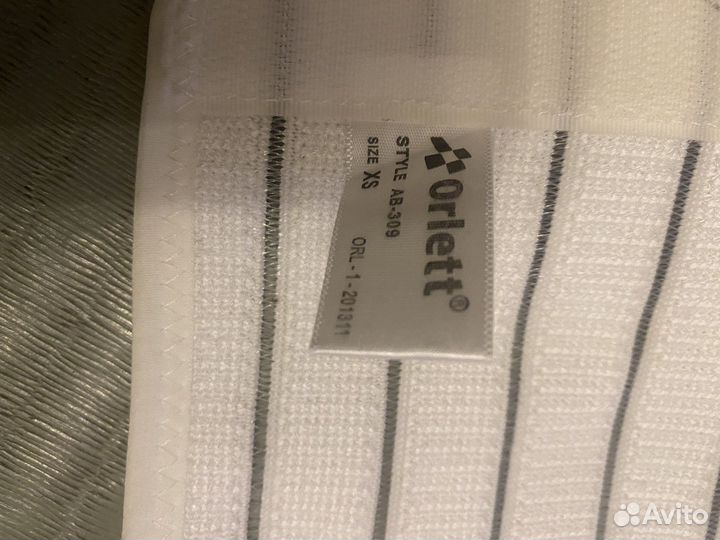 Orlett®
STYLE AB-309
SIZE XS
ORL-1-201311
Avito